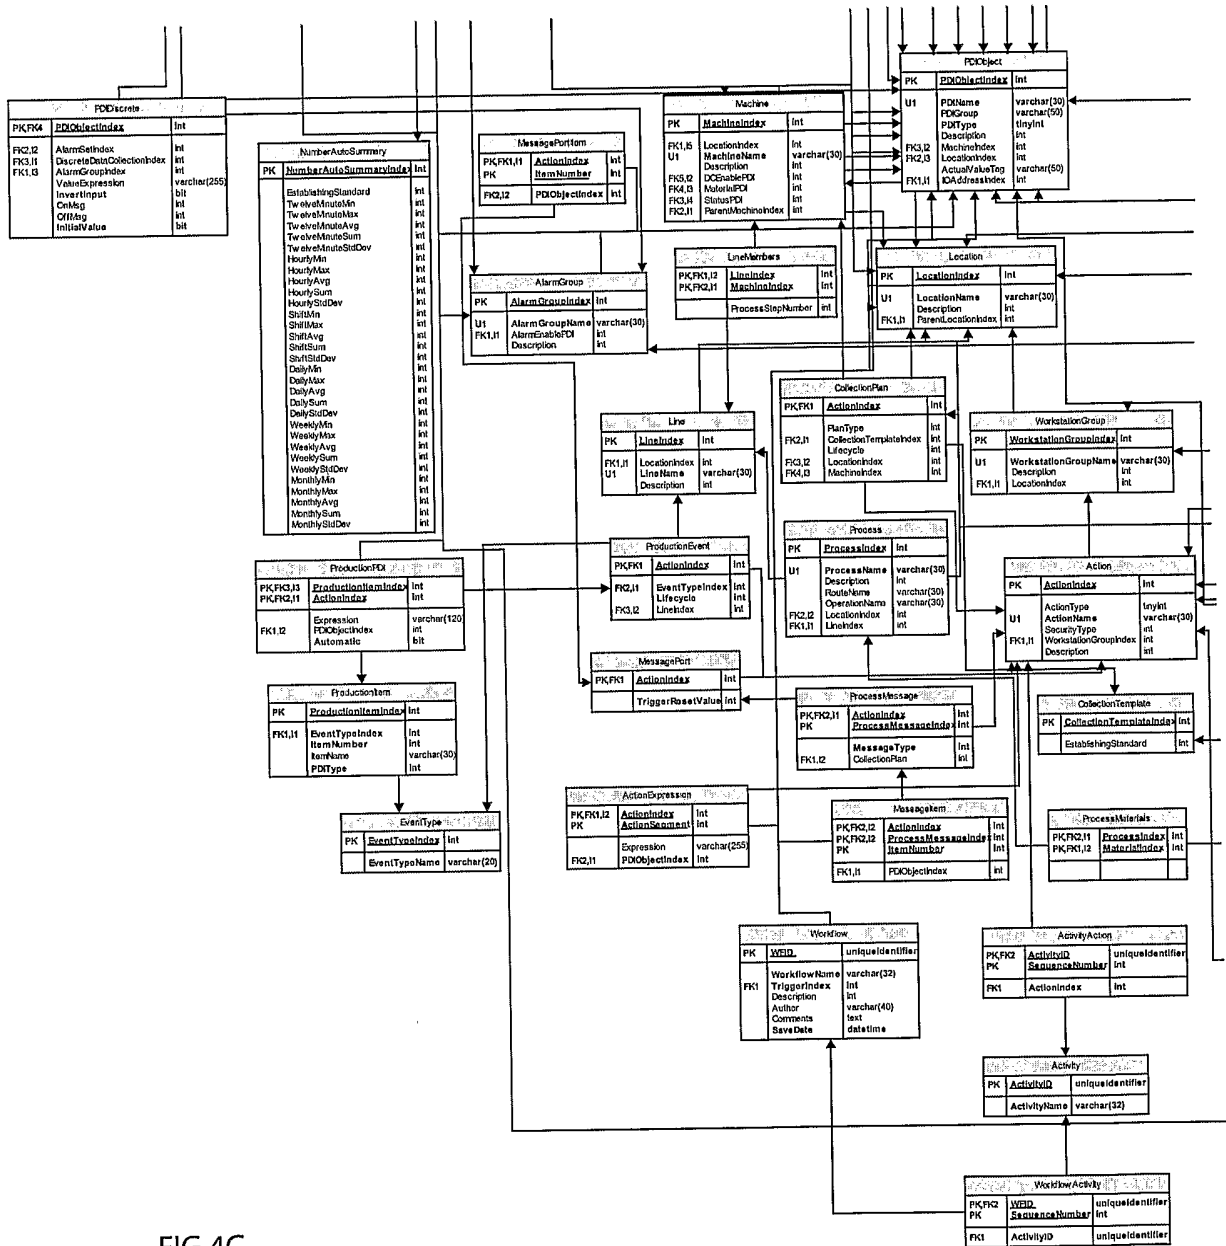 PDIDiscrete
PK,FK4 PDIObjectIndex int
FK2,I2 AlarmSetIndex int
FK3,I1 DiscreteDataCollectionIndex int
FK1,I3 AlarmGroupIndex int
ValueExpression varchar(255)
InvertInput bit
OnMsg int
OffMsg int
InitialValue bit
NumberAutoSummary
PK NumberAutoSummaryIndex int
EstablishingStandard int
TwelveMinuteMin int
TwelveMinuteMax int
TwelveMinuteAvg int
TwelveMinuteSum int
TwelveMinuteStdDev int
HourlyMin int
HourlyMax int
HourlyAvg int
HourlySum int
HourlyStdDev int
ShiftMin int
ShiftMax int
ShiftAvg int
ShiftSum int
ShiftStdDev int
DailyMin int
DailyMax int
DailyAvg int
DailySum int
DailyStdDev int
WeeklyMin int
WeeklyMax int
WeeklyAvg int
WeeklySum int
WeeklyStdDev int
MonthlyMin int
MonthlyMax int
MonthlyAvg int
MonthlySum int
MonthlyStdDev int
MessagePortItem
PK,FK1,I1 ActionIndex int
PK ItemNumber int
FK2,I2 PDIObjectIndex int
Machine
PK MachineIndex int
FK1,I5 LocationIndex int
U1 MachineName varchar(30)
Description int
FK5,I2 DCEnablePDI int
FK4,I3 MaterialPDI int
FK3,I4 StatusPDI int
FK2,I1 ParentMachineIndex int
PDIObject
PK PDIObjectIndex int
U1 PDIName varchar(30)
PDIGroup varchar(50)
PDIType tinyint
Description int
FK3,I2 MachineIndex int
FK2,I3 LocationIndex int
ActualValueTag varchar(50)
FK1,I1 IOAddressIndex int
AlarmGroup
PK AlarmGroupIndex int
U1 AlarmGroupName varchar(30)
FK1,I1 AlarmEnablePDI int
Description int
LineMembers
PK,FK1,I2 LineIndex int
PK,FK2,I1 MachineIndex int
ProcessStepNumber int
Location
PK LocationIndex int
U1 LocationName varchar(30)
Description int
FK1,I1 ParentLocationIndex int
CollectionPlan
PK,FK1 ActionIndex int
PlanType int
FK2,I1 CollectionTemplateIndex int
Lifecycle int
FK3,I2 LocationIndex int
FK4,I3 MachineIndex int
Line
PK LineIndex int
FK1,I1 LocationIndex int
U1 LineName varchar(30)
Description int
WorkstationGroup
PK WorkstationGroupIndex int
U1 WorkstationGroupName varchar(30)
Description int
FK1,I1 LocationIndex int
Process
PK ProcessIndex int
U1 ProcessName varchar(30)
Description int
RouteName varchar(30)
OperationName varchar(30)
FK2,I2 LocationIndex int
FK1,I1 LineIndex int
ProductionEvent
PK,FK1 ActionIndex int
FK2,I1 EventTypeIndex int
Lifecycle int
FK3,I2 LineIndex int
Action
PK ActionIndex int
ActionType tinyint
U1 ActionName varchar(30)
SecurityType int
FK1,I1 WorkstationGroupIndex int
Description int
ProductionPDI
PK,FK3,I3 ProductionItemIndex int
PK,FK2,I1 ActionIndex int
Expression varchar(120)
FK1,I2 PDIObjectIndex int
Automatic bit
MessagePort
PK,FK1 ActionIndex int
TriggerResetValue int
ProductionItem
PK ProductionItemIndex int
FK1,I1 EventTypeIndex int
ItemNumber int
ItemName varchar(30)
PDIType int
ProcessMessage
PK,FK2,I1 ActionIndex int
PK ProcessMessageIndex int
MessageType int
FK1,I2 CollectionPlan int
CollectionTemplate
PK CollectionTemplateIndex int
EstablishingStandard int
EventType
PK EventTypeIndex int
EventTypeName varchar(20)
ActionExpression
PK,FK1,I2 ActionIndex int
PK ActionSegment int
Expression varchar(255)
FK2,I1 PDIObjectIndex int
MessageItem
PK,FK2,I2 ActionIndex int
PK,FK2,I2 ProcessMessageIndex int
PK ItemNumber int
FK1,I1 PDIObjectIndex int
ProcessMaterials
PK,FK2,I1 ProcessIndex int
PK,FK1,I2 MaterialIndex int
Workflow
PK WFID uniqueidentifier
WorkflowName varchar(32)
FK1 TriggerIndex int
Description int
Author varchar(40)
Comments text
SaveDate datetime
ActivityAction
PK,FK2 ActivityID uniqueidentifier
PK SequenceNumber int
FK1 ActionIndex int
Activity
PK ActivityID uniqueidentifier
ActivityName varchar(32)
WorkflowActivity
PK,FK2 WFID uniqueidentifier
PK SequenceNumber int
FK1 ActivityID uniqueidentifier
FIG 4C